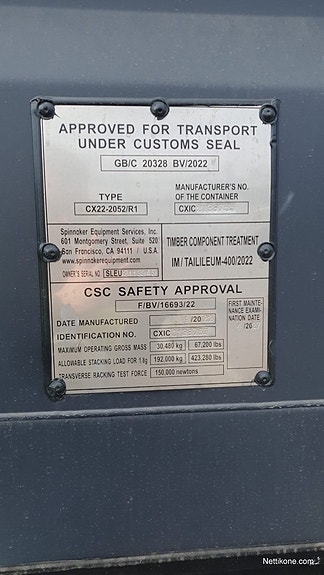 APPROVED FOR TRANSPORT
UNDER CUSTOMS SEAL
GB/C 20328 BV/2022
TYPE
CX22-2052/R1
MANUFACTURER'S NO.
OF THE CONTAINER
CXIC
Spinnaker Equipment Services, Inc.
601 Montgomery Street, Suite 520
San Francisco, CA 94111 / U.S.A
www.spinnakerequipment.com
OWNER'S SERIAL NO SLEU
TIMBER COMPONENT TREATMENT
IM / TAILILEUM-400/2022
CSC SAFETY APPROVAL
F/BV/16693/22
DATE MANUFACTURED /20
IDENTIFICATION NO. CXIC
MAXIMUM OPERATING GROSS MASS 30,480 kg 67,200 lbs
ALLOWABLE STACKING LOAD FOR 1.8g 192,000 kg 423,280 lbs
TRANSVERSE RACKING TEST FORCE 150,000 newtons
FIRST MAINTE-
NANCE EXAMI-
NATION DATE
/20
Nettikone.com